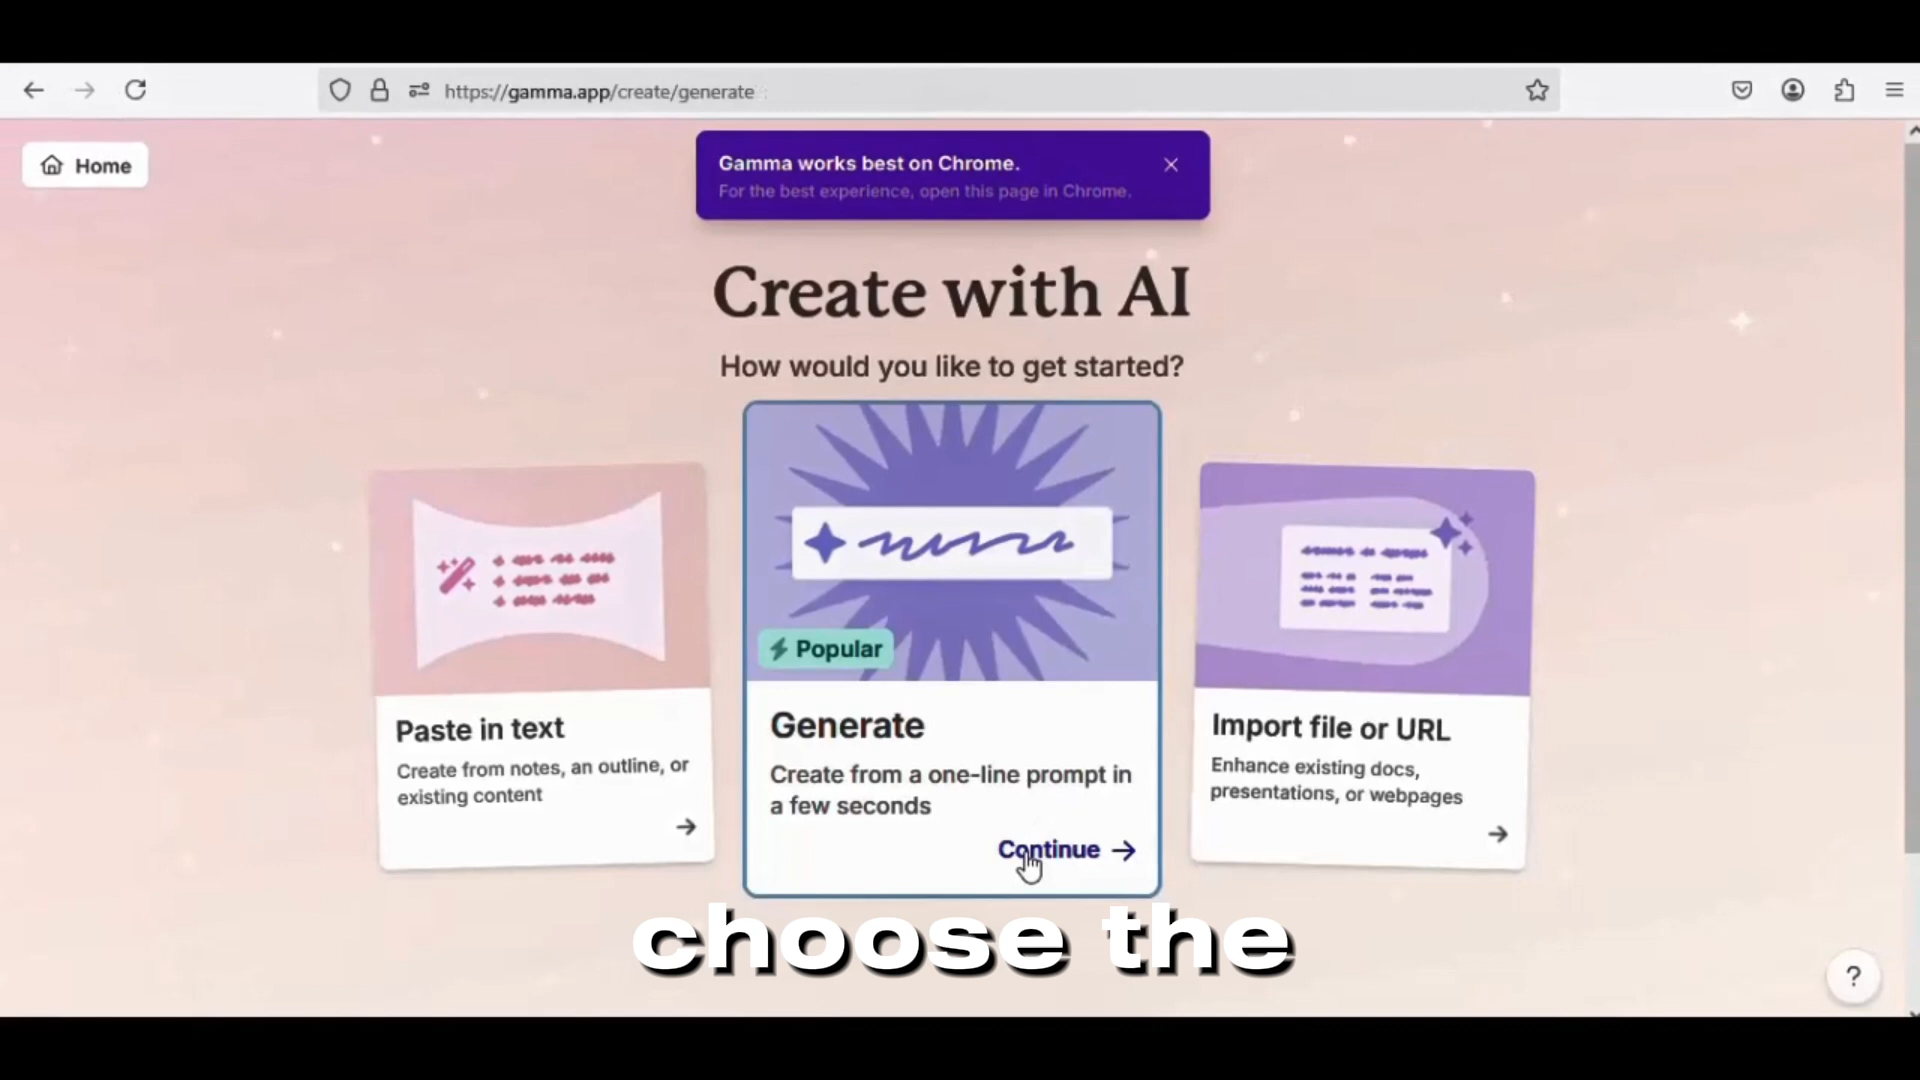 https://gamma.app/create/generate
Home
Gamma works best on Chrome.
For the best experience, open this page in Chrome.
Create with AI
How would you like to get started?
Paste in text
Create from notes, an outline, or
existing content
Popular
Generate
Create from a one-line prompt in
a few seconds
Continue
Import file or URL
Enhance existing docs,
presentations, or webpages
choose the
?